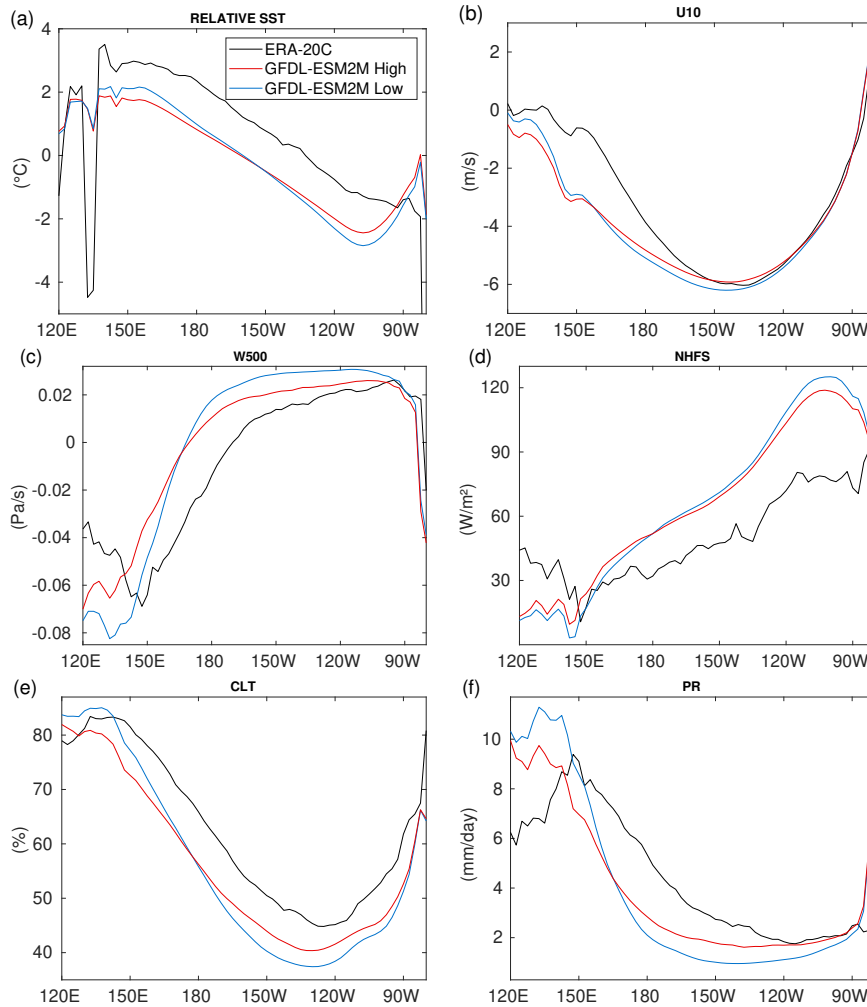 (a)
RELATIVE SST
ERA-20C
GFDL-ESM2M High
GFDL-ESM2M Low
4
2
0
-2
-4
(°C)
120E 150E 180 150W 120W 90W
(b)
U10
2
0
-2
-4
-6
(m/s)
120E 150E 180 150W 120W 90W
(c)
W500
0.02
0
-0.02
-0.04
-0.06
-0.08
(Pa/s)
120E 150E 180 150W 120W 90W
(d)
NHFS
120
90
60
30
(W/m²)
120E 150E 180 150W 120W 90W
(e)
CLT
80
70
60
50
40
(%)
120E 150E 180 150W 120W 90W
(f)
PR
10
8
6
4
2
(mm/day)
120E 150E 180 150W 120W 90W